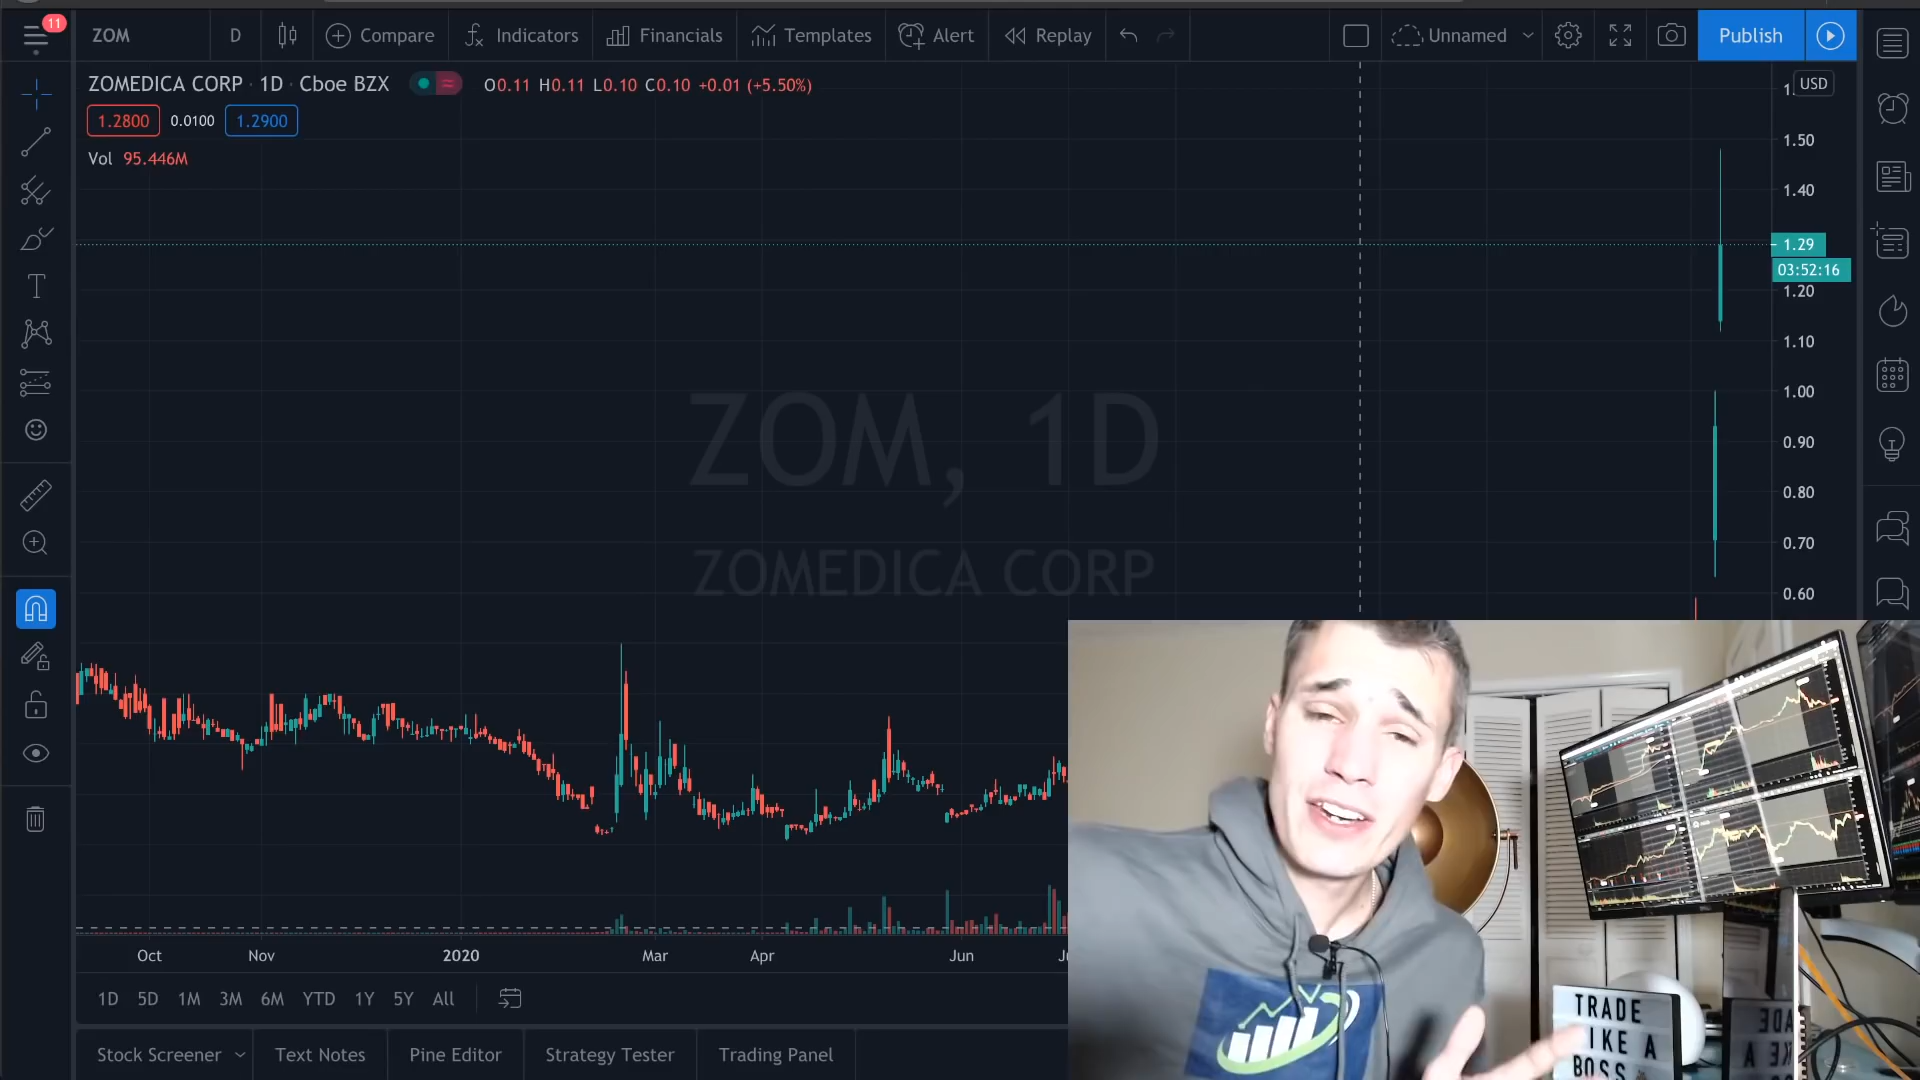 11
ZOM
D
Compare
Indicators
Financials
Templates
Alert
Replay
Unnamed
Publish
ZOMEDICA CORP · 1D · Cboe BZX
O0.11 H0.11 L0.10 C0.10 +0.01 (+5.50%)
USD
1.2800
0.0100
1.2900
Vol 95.446M
1.50
1.40
1.29
03:52:16
1.20
1.10
1.00
0.90
0.80
0.70
0.60
ZOM, 1D
ZOMEDICA CORP
Oct
Nov
2020
Mar
Apr
Jun
1D
5D
1M
3M
6M
YTD
1Y
5Y
All
Stock Screener
Text Notes
Pine Editor
Strategy Tester
Trading Panel
TRADE
LIKE A
BOSS